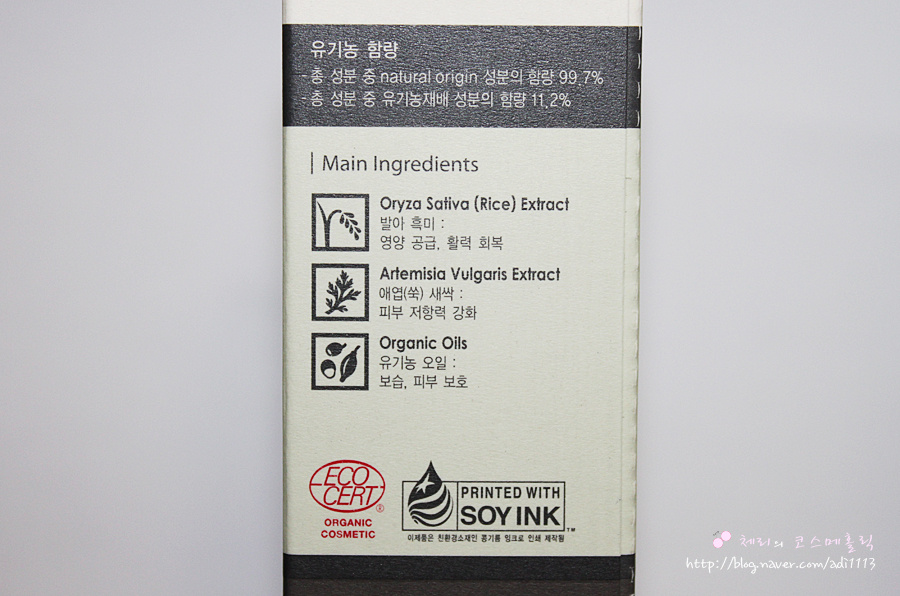 유기농 함량
- 총 성분 중 natural origin 성분의 함량 99.7%
- 총 성분 중 유기농재배 성분의 함량 11.2%
Main Ingredients
Oryza Sativa (Rice) Extract
발아 흑미 :
영양 공급, 활력 회복
Artemisia Vulgaris Extract
애엽(쑥) 새싹 :
피부 저항력 강화
Organic Oils
유기농 오일 :
보습, 피부 보호
ECO
CERT ®
ORGANIC
COSMETIC
PRINTED WITH
SOY INK ™
이제품은 친환경소재인 콩기름 잉크로 인쇄 제작됨
체리의 코스메홀릭
http://blog.naver.com/adi1113